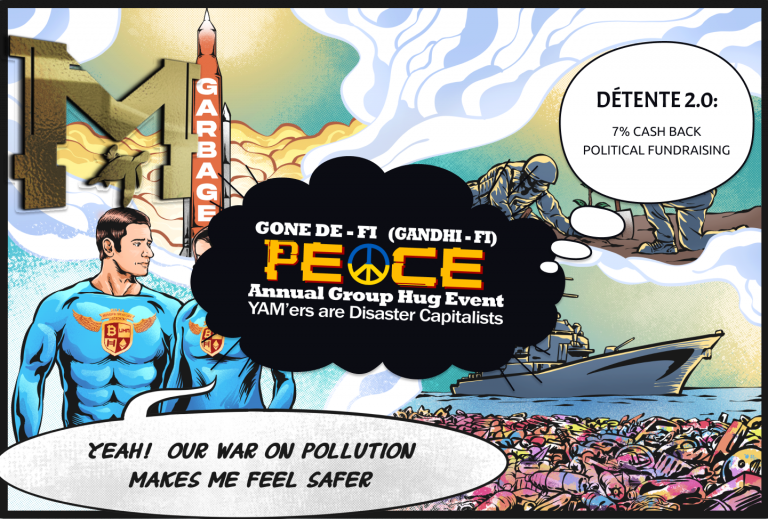 M
GARBAGE
DÉTENTE 2.0:
7% CASH BACK
POLITICAL FUNDRAISING
GONE DE - FI (GANDHI - FI)
PEACE
Annual Group Hug Event
YAM'ers are Disaster Capitalists
YEAH! OUR WAR ON POLLUTION
MAKES ME FEEL SAFER